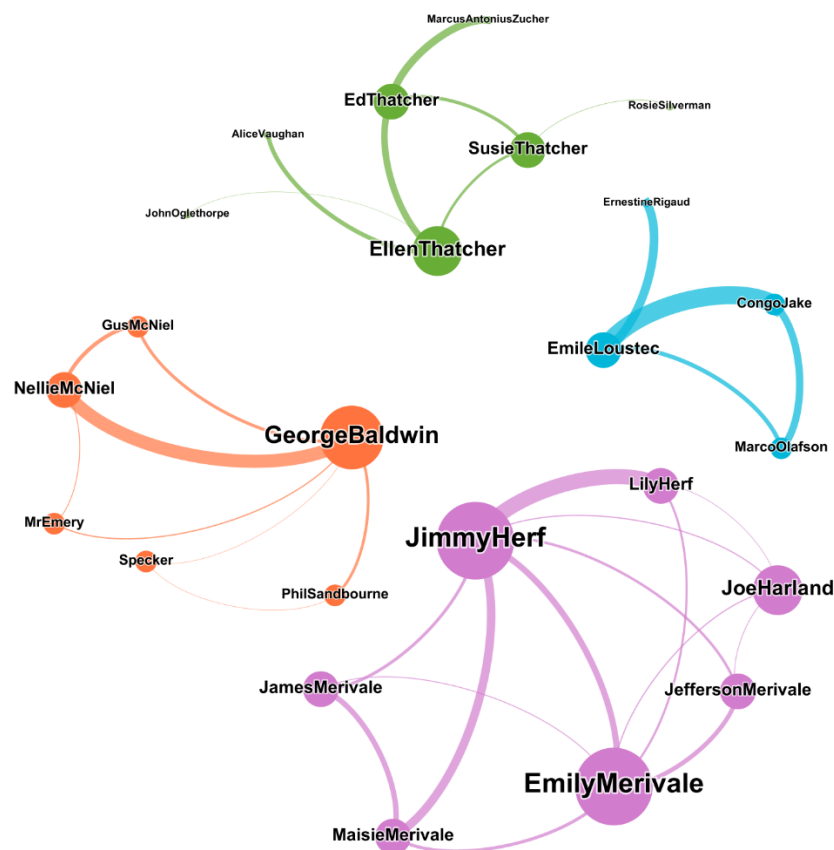 MarcusAntoniusZucher
EdThatcher
RosieSilverman
AliceVaughan
SusieThatcher
ErnestineRigaud
JohnOglethorpe
EllenThatcher
CongoJake
GusMcNiel
EmileLoustec
NellieMcNiel
GeorgeBaldwin
MarcoOlafson
LilyHerf
MrEmery
JimmyHerf
Specker
JoeHarland
PhilSandbourne
JamesMerivale
JeffersonMerivale
EmilyMerivale
MaisieMerivale